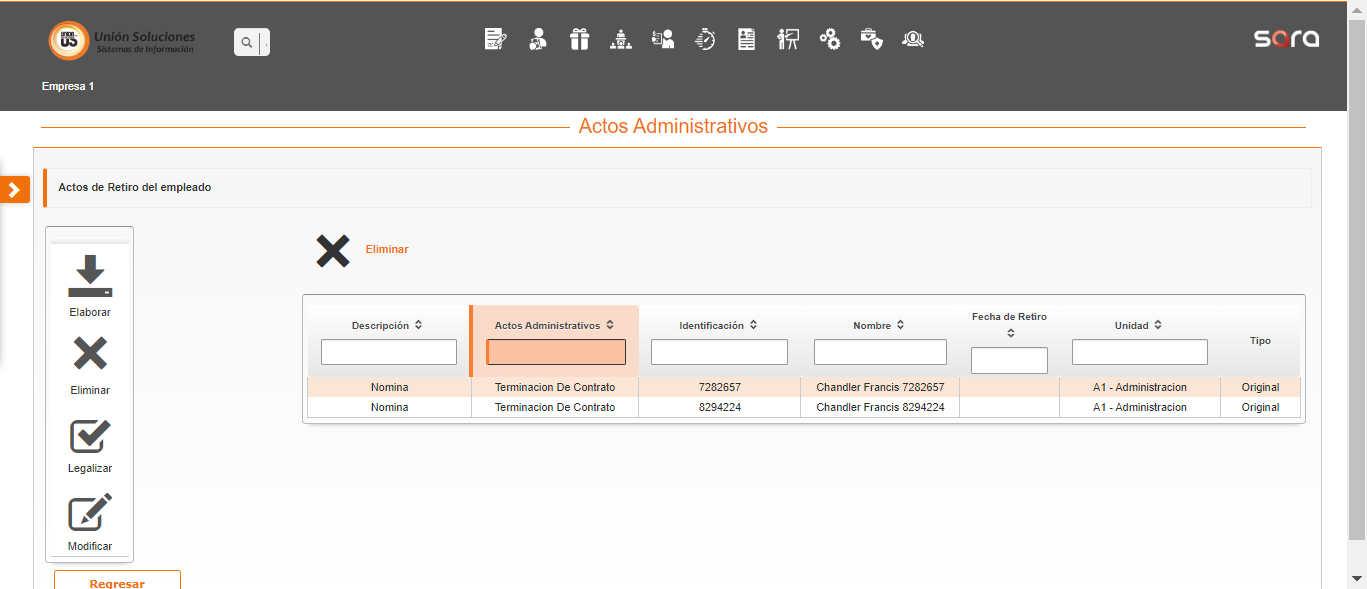 UNION
US
Unión Soluciones
Sistemas de Información
sara
Empresa 1
Actos Administrativos
Actos de Retiro del empleado
Elaborar
Eliminar
Legalizar
Modificar
Regresar
Eliminar
Descripción Actos Administrativos Identificación Nombre Fecha de Retiro Unidad Tipo
Nomina Terminacion De Contrato 7282657 Chandler Francis 7282657 A1 - Administracion Original
Nomina Terminacion De Contrato 8294224 Chandler Francis 8294224 A1 - Administracion Original